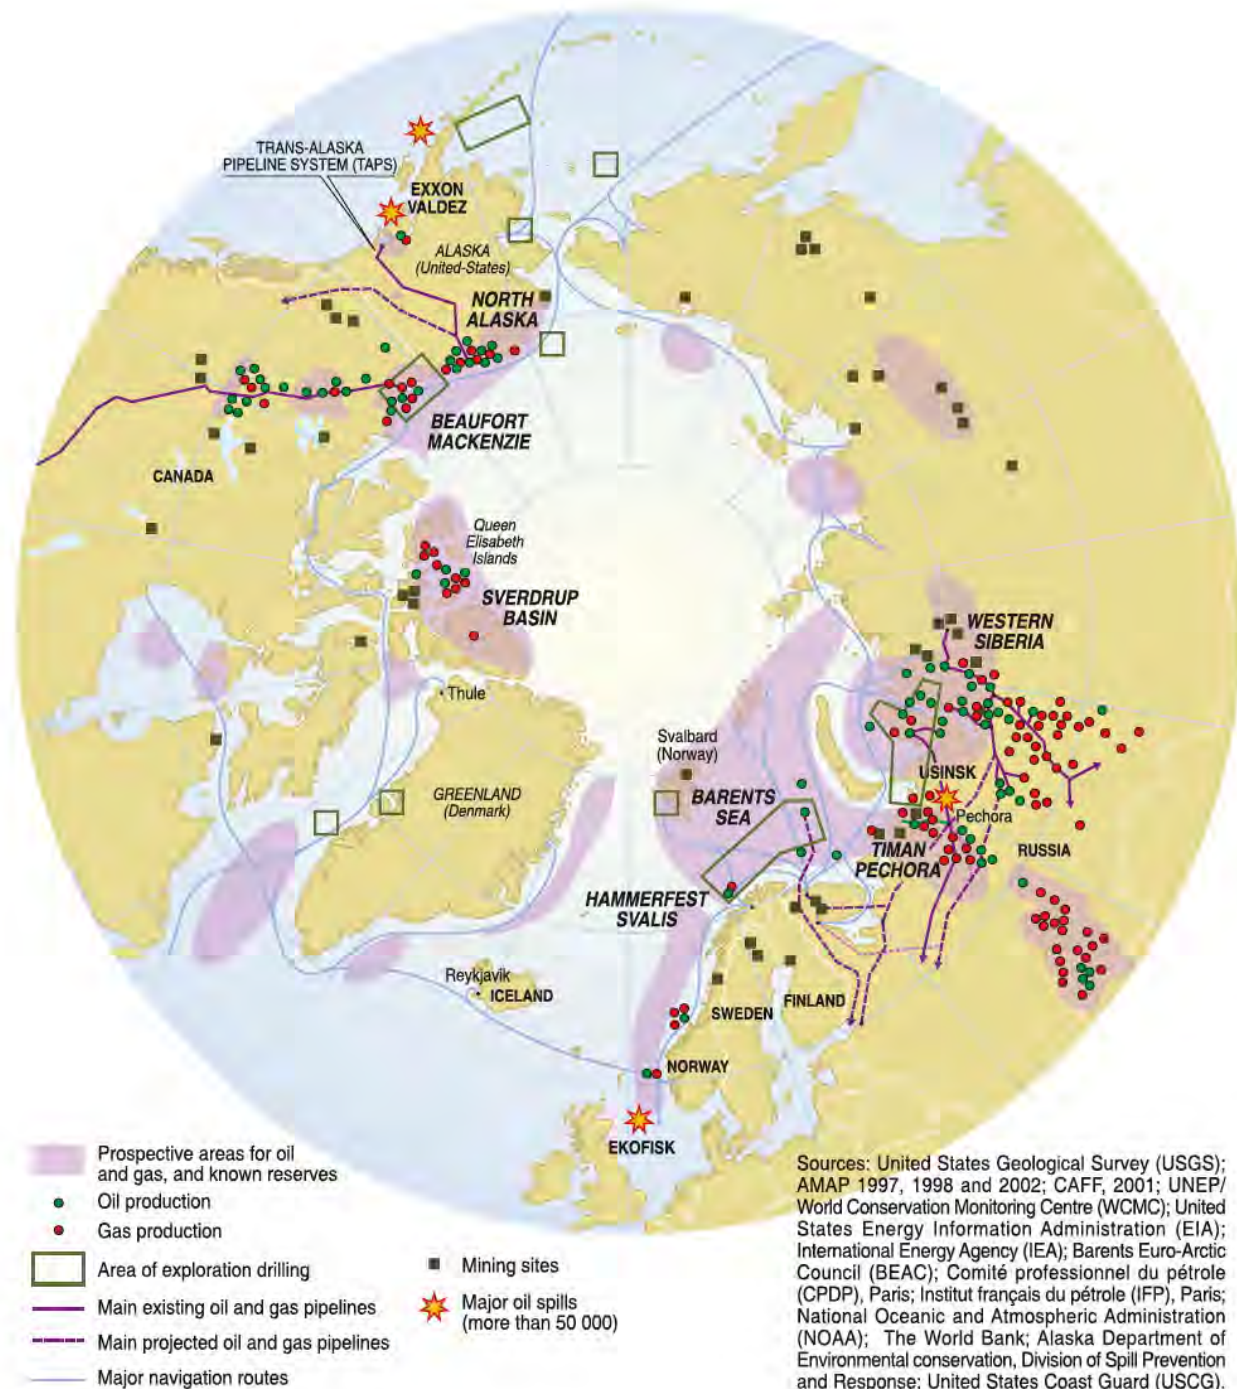 TRANS-ALASKA
PIPELINE SYSTEM (TAPS)
EXXON
VALDEZ
ALASKA
(United-States)
NORTH
ALASKA
BEAUFORT
MACKENZIE
CANADA
Queen
Elisabeth
Islands
SVERDRUP
BASIN
WESTERN
SIBERIA
Thule
Svalbard
(Norway)
GREENLAND
(Denmark)
BARENTS
SEA
USINSK
Pechora
TIMAN
PECHORA
RUSSIA
HAMMERFEST
SVALIS
Reykjavik
ICELAND
SWEDEN
FINLAND
NORWAY
EKOFISK
Prospective areas for oil
and gas, and known reserves
Oil production
Gas production
Area of exploration drilling
Main existing oil and gas pipelines
Main projected oil and gas pipelines
Major navigation routes
Mining sites
Major oil spills
(more than 50 000)
Sources: United States Geological Survey (USGS);
AMAP 1997, 1998 and 2002; CAFF, 2001; UNEP/
World Conservation Monitoring Centre (WCMC); United
States Energy Information Administration (EIA);
International Energy Agency (IEA); Barents Euro-Arctic
Council (BEAC); Comité professionnel du pétrole
(CPDP), Paris; Institut français du pétrole (IFP), Paris;
National Oceanic and Atmospheric Administration
(NOAA); The World Bank; Alaska Department of
Environmental conservation, Division of Spill Prevention
and Response; United States Coast Guard (USCG).